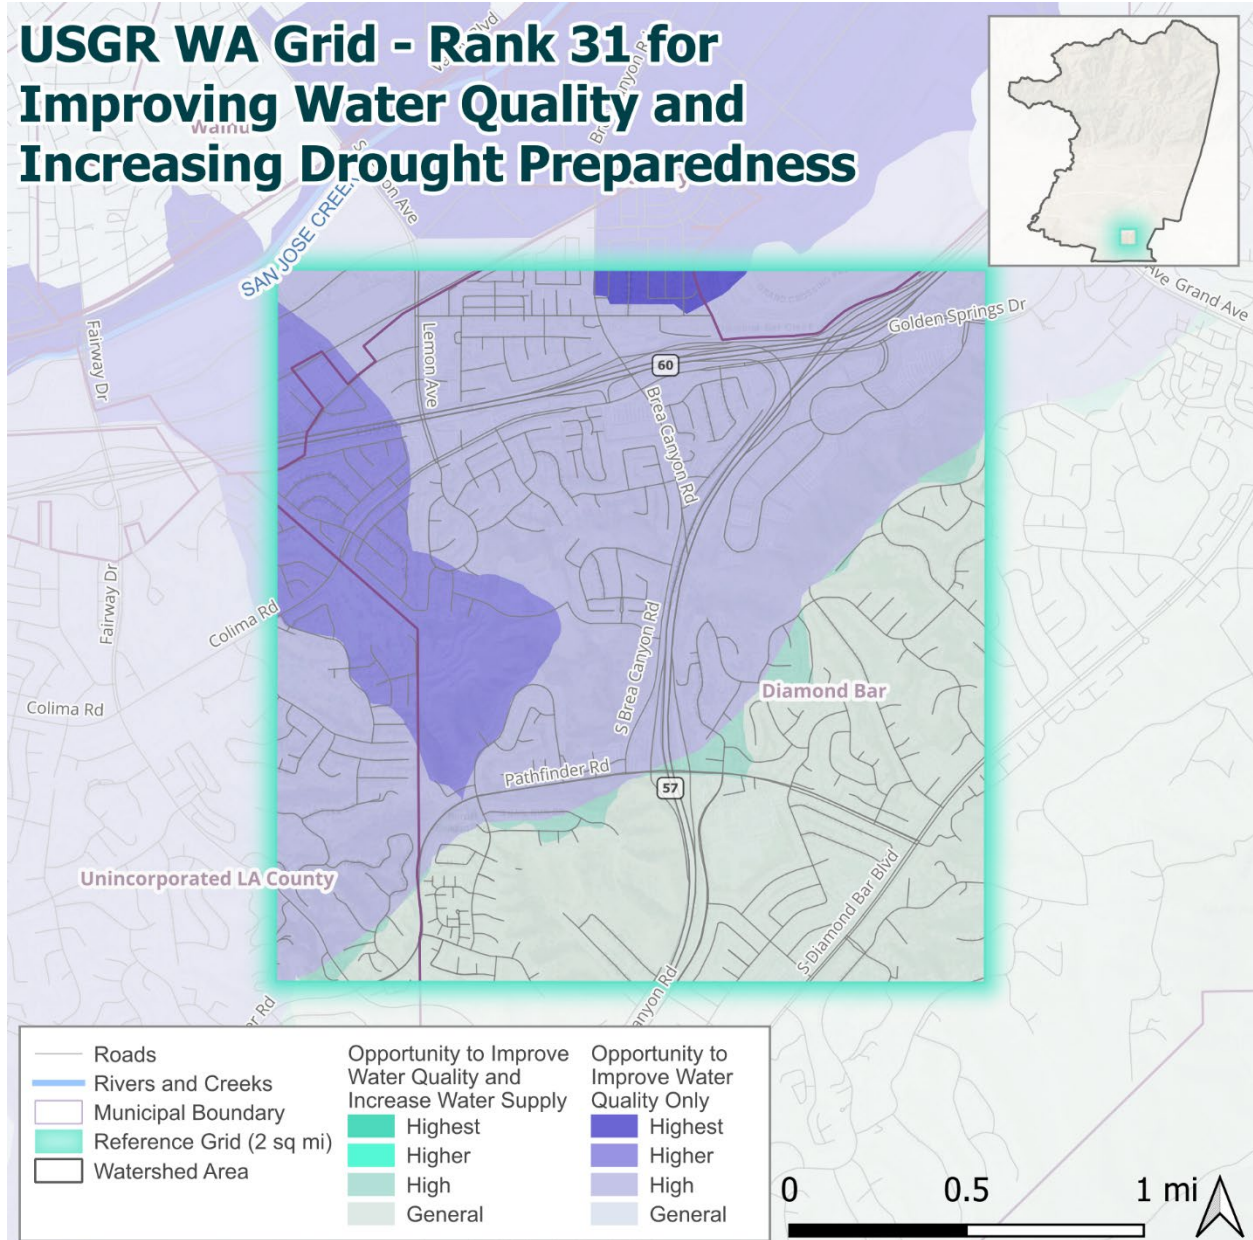 USGR WA Grid - Rank 31 for
Improving Water Quality and
Increasing Drought Preparedness
SAN JOSE CREEK
Ave Grand Ave
Golden Springs Dr
Fairway Dr
Lemon Ave
60
Brea Canyon Rd
Fairway Dr
Colima Rd
S Brea Canyon Rd
Diamond Bar
Colima Rd
Pathfinder Rd
57
Unincorporated LA County
S Diamond Bar Blvd
Roads
Rivers and Creeks
Municipal Boundary
Reference Grid (2 sq mi)
Watershed Area
Opportunity to Improve
Water Quality and
Increase Water Supply
Highest
Higher
High
General
Opportunity to
Improve Water
Quality Only
Highest
Higher
High
General
0 0.5 1 mi